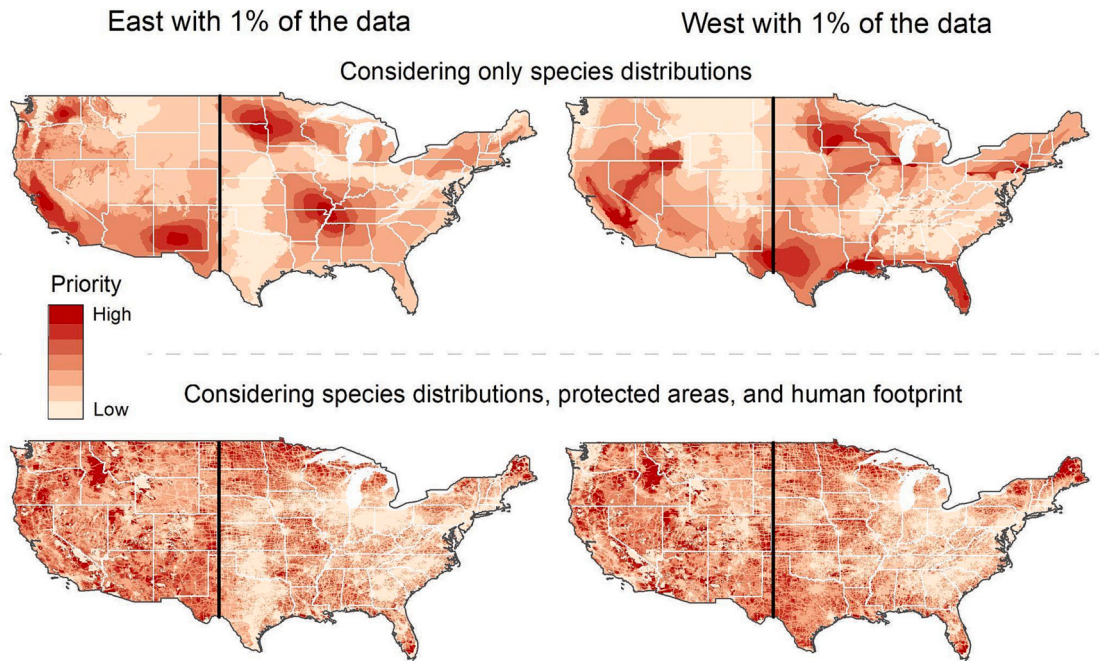 East with 1% of the data
West with 1% of the data
Considering only species distributions
Priority
High
Low
Considering species distributions, protected areas, and human footprint